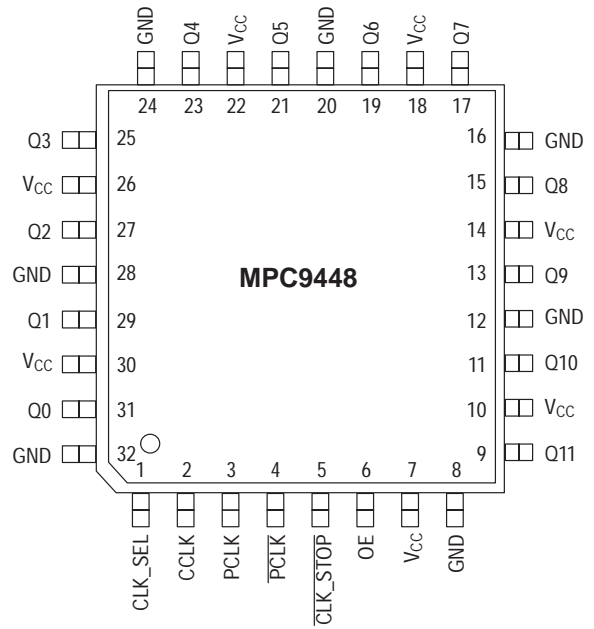 GND Q4 VCC Q5 GND Q6 VCC Q7
24 23 22 21 20 19 18 17
Q3 25 16 GND
VCC 26 15 Q8
Q2 27 14 VCC
GND 28 MPC9448 13 Q9
Q1 29 12 GND
VCC 30 11 Q10
Q0 31 10 VCC
GND 32 9 Q11
1 2 3 4 5 6 7 8
CLK_SEL CCLK PCLK P̅C̅L̅K̅ C̅L̅K̅_̅S̅T̅O̅P̅ OE VCC GND